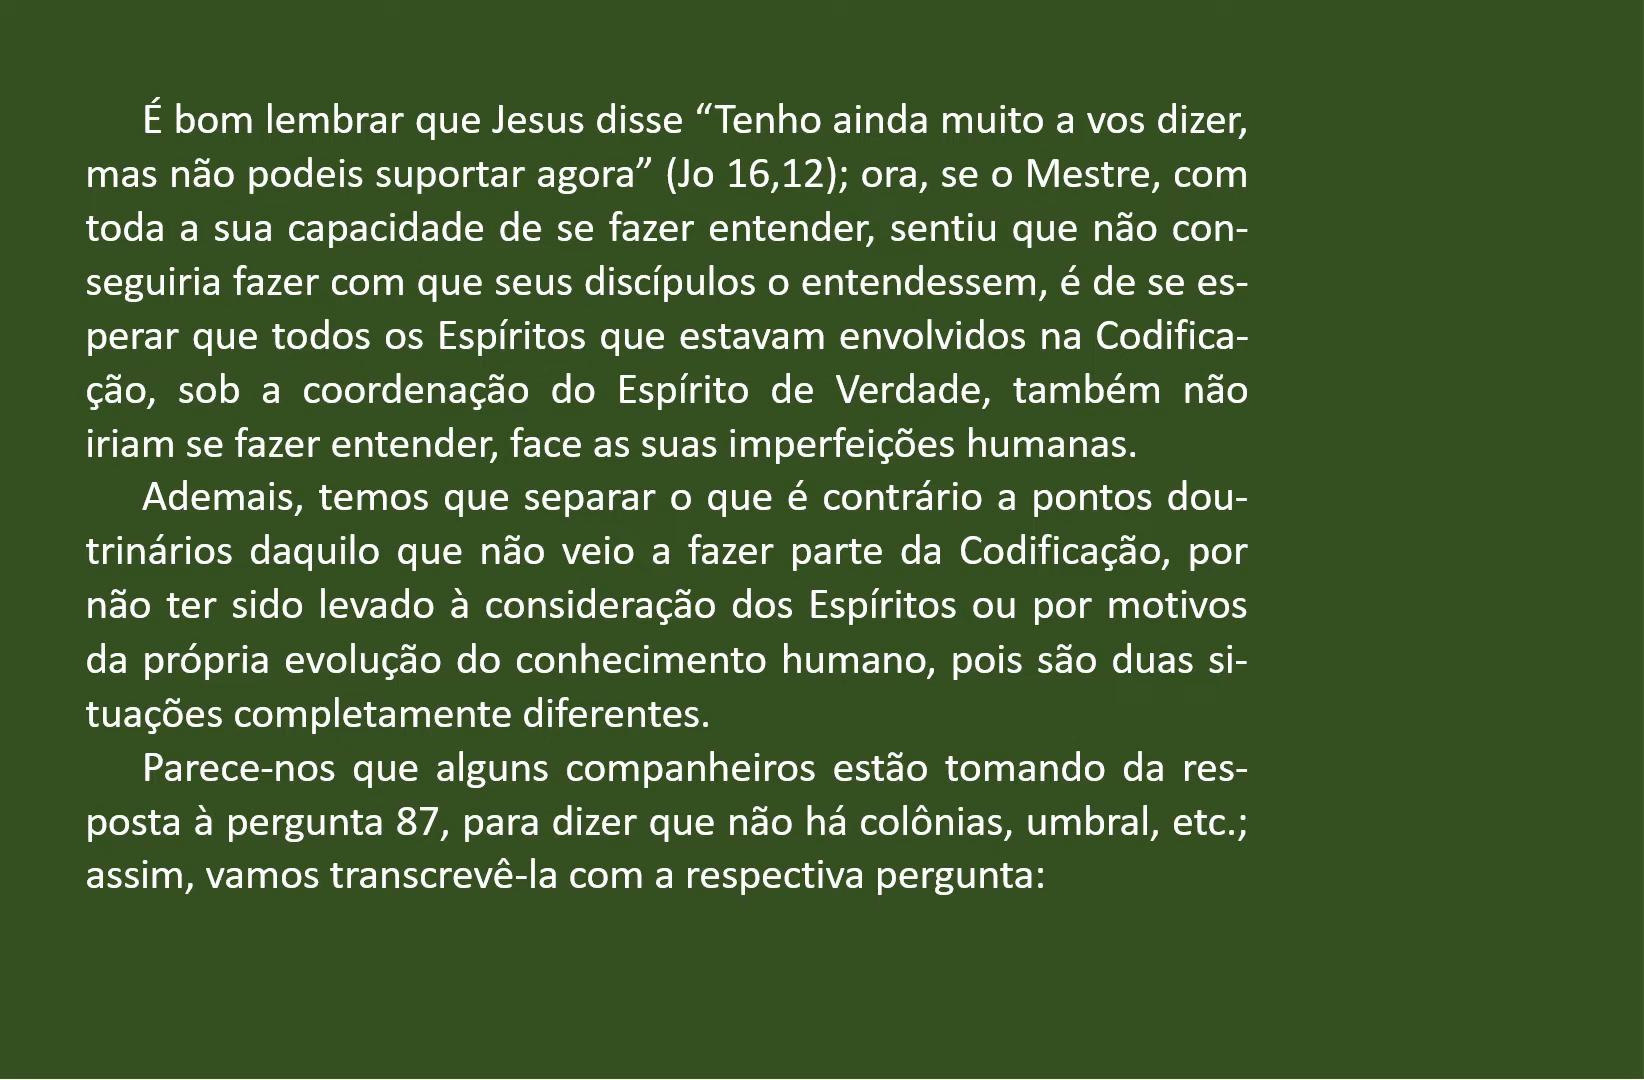 É bom lembrar que Jesus disse “Tenho ainda muito a vos dizer,
mas não podeis suportar agora” (Jo 16,12); ora, se o Mestre, com
toda a sua capacidade de se fazer entender, sentiu que não con-
seguiria fazer com que seus discípulos o entendessem, é de se es-
perar que todos os Espíritos que estavam envolvidos na Codifica-
ção, sob a coordenação do Espírito de Verdade, também não
iriam se fazer entender, face as suas imperfeições humanas.
Ademais, temos que separar o que é contrário a pontos dou-
trinários daquilo que não veio a fazer parte da Codificação, por
não ter sido levado à consideração dos Espíritos ou por motivos
da própria evolução do conhecimento humano, pois são duas si-
tuações completamente diferentes.
Parece-nos que alguns companheiros estão tomando da res-
posta à pergunta 87, para dizer que não há colônias, umbral, etc.;
assim, vamos transcrevê-la com a respectiva pergunta: